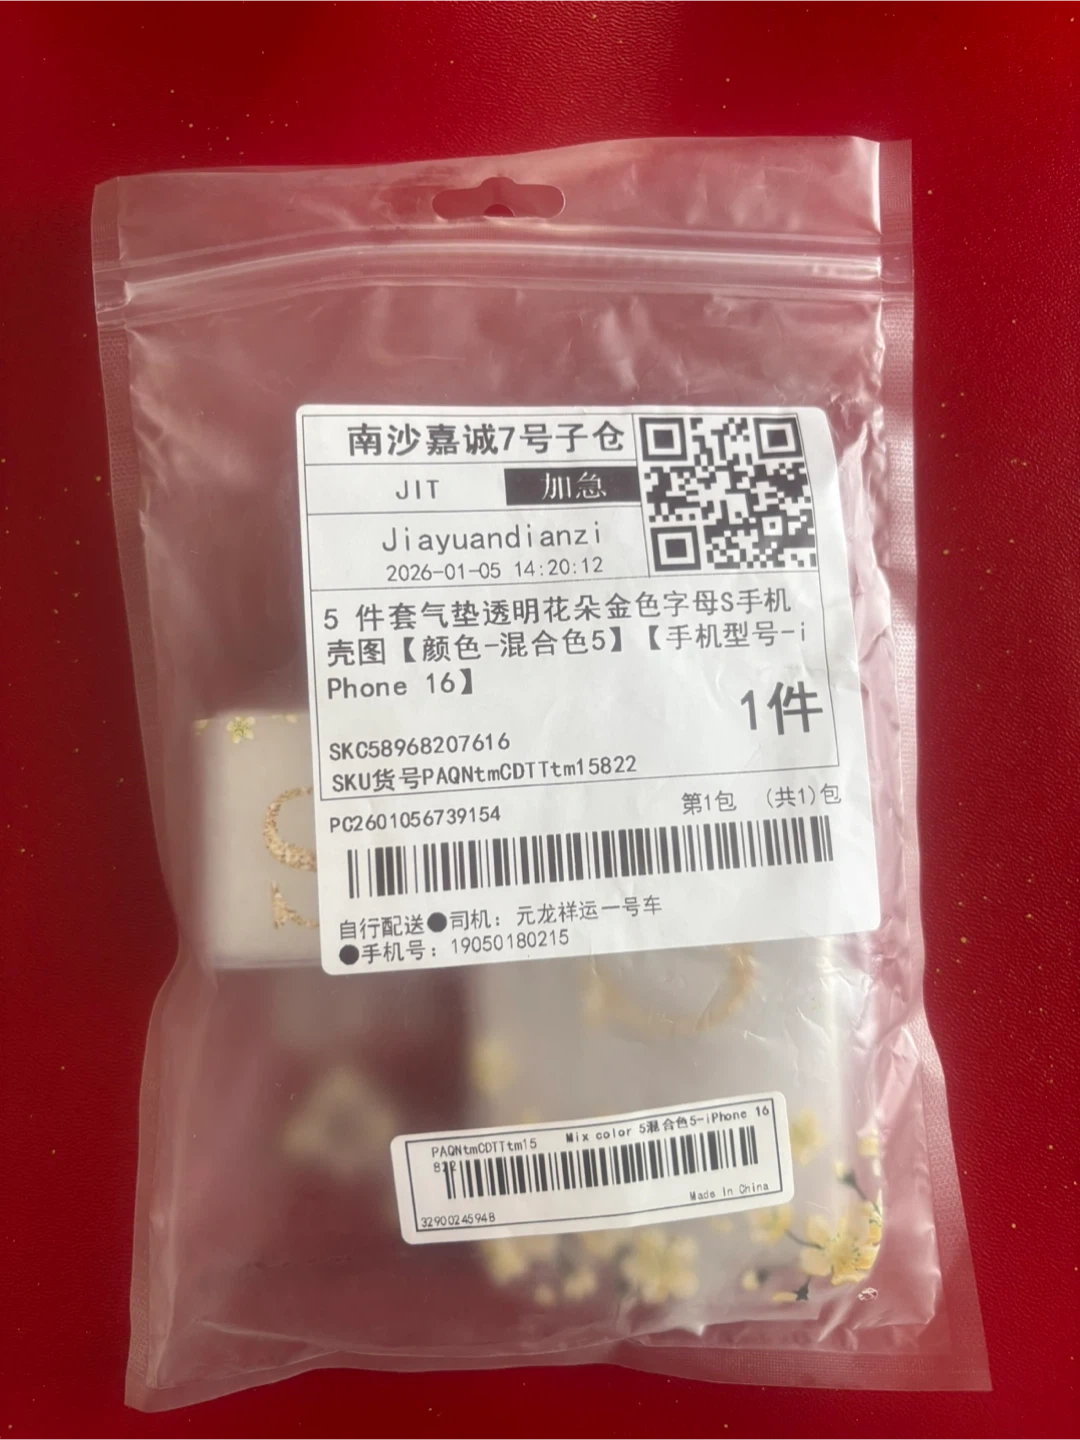 南沙嘉诚7号子仓
JIT 加急
Jiayuandianzi
2026-01-05 14:20:12
5 件套气垫透明花朵金色字母S手机
壳图【颜色-混合色5】【手机型号-i
Phone 16】
1件
SKC58968207616
SKU货号PAQNtmCDTTtm15822
PC2601056739154
第1包 (共1)包
自行配送●司机: 元龙祥运一号车
●手机号: 19050180215
S
PAQNtmCDTTtm15 Mix color 5混合色5-iPhone 16
822
Made In China
32900245948